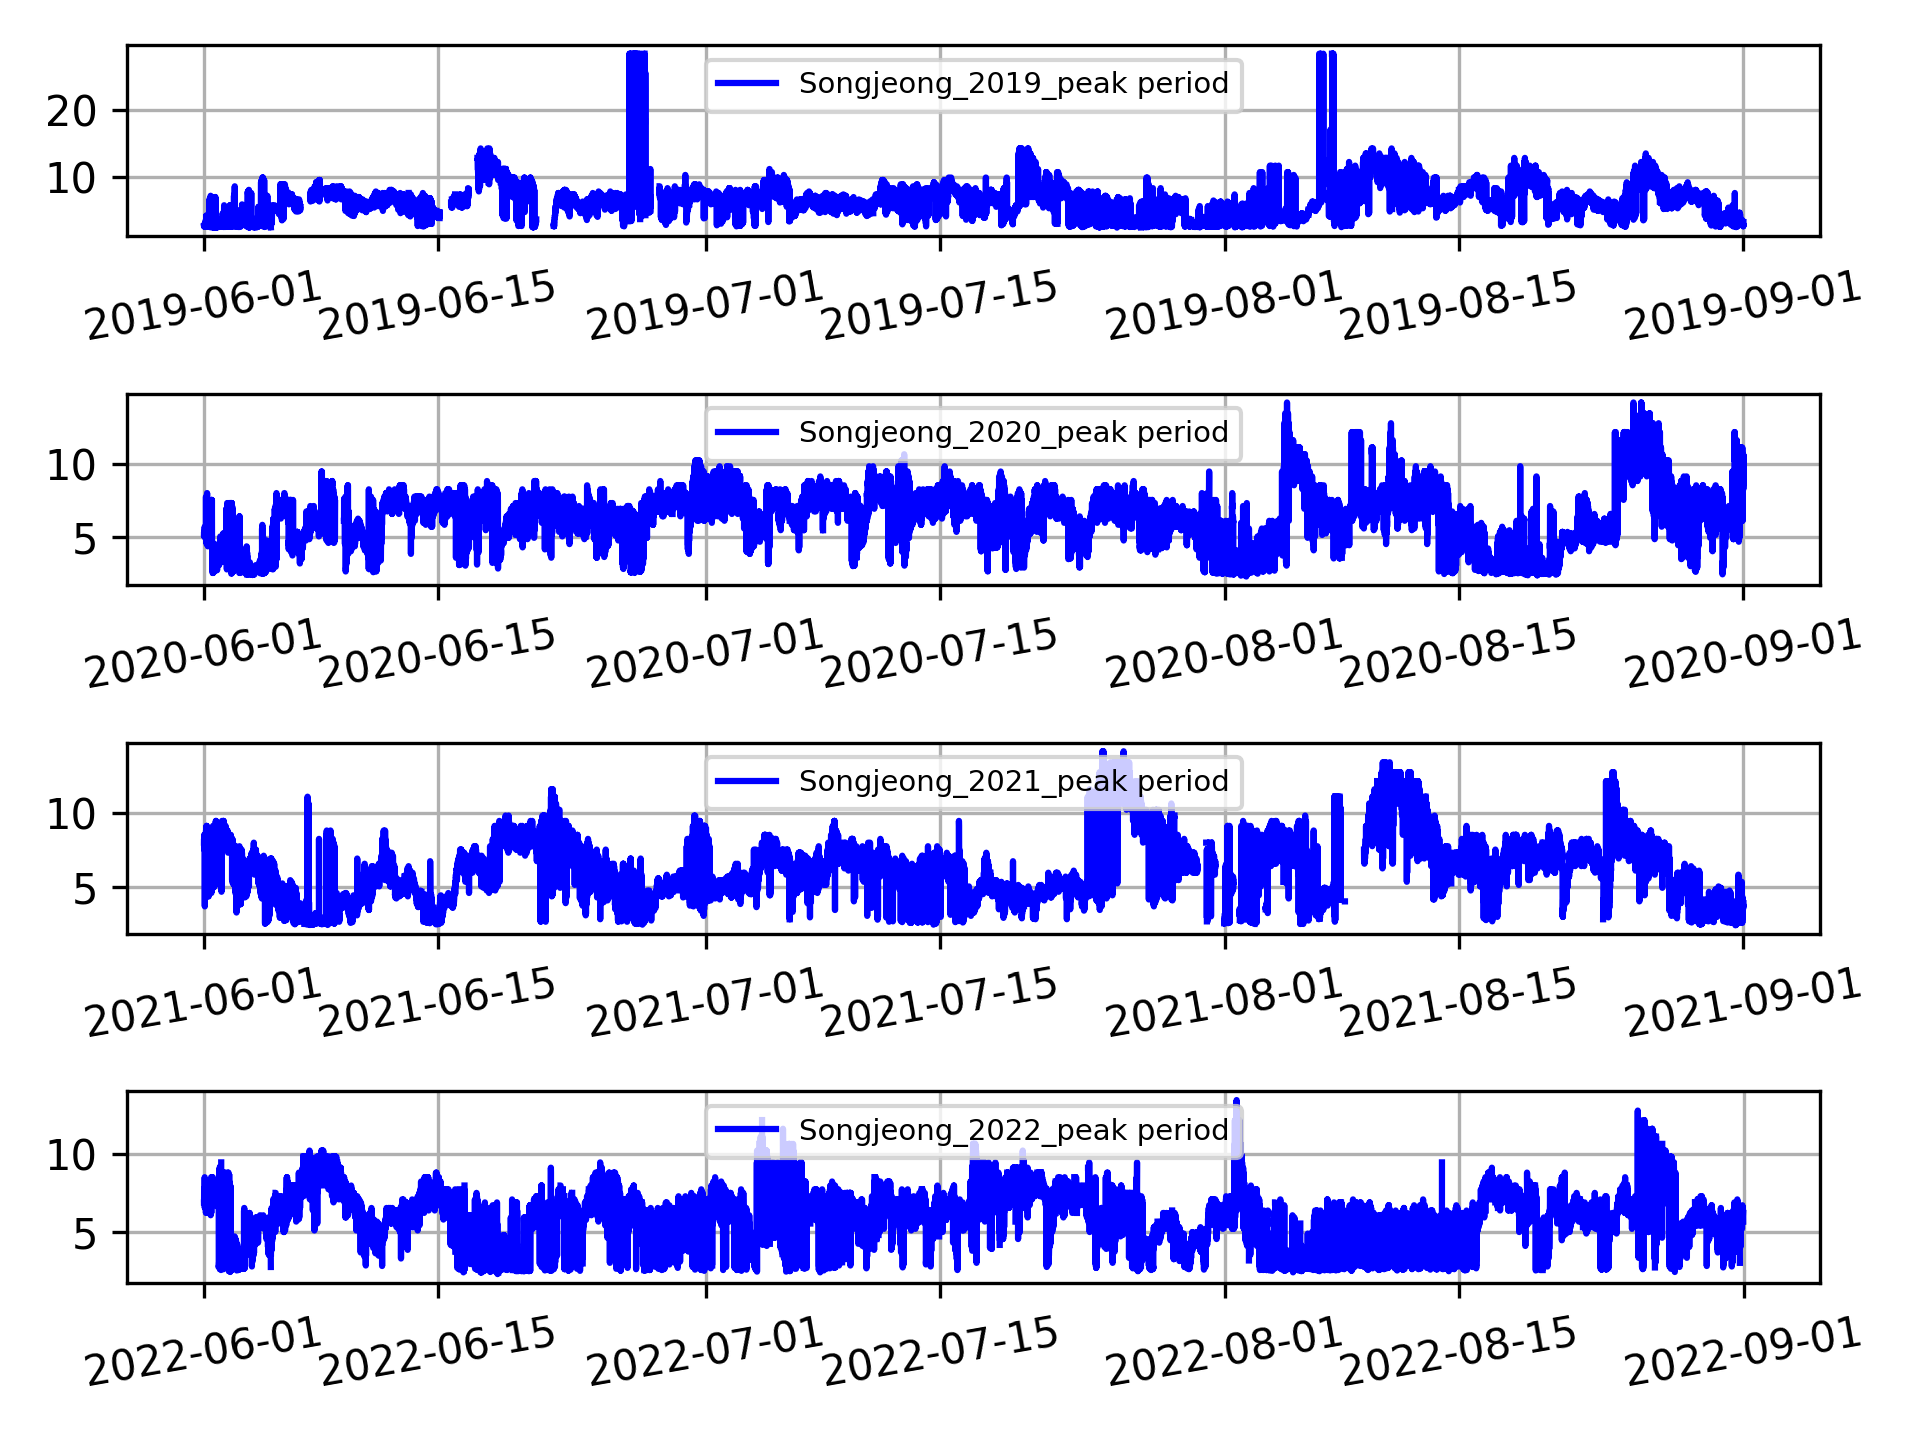 Songjeong_2019_peak period
20
10
2019-06-01 2019-06-15 2019-07-01 2019-07-15 2019-08-01 2019-08-15 2019-09-01
Songjeong_2020_peak period
10
5
2020-06-01 2020-06-15 2020-07-01 2020-07-15 2020-08-01 2020-08-15 2020-09-01
Songjeong_2021_peak period
10
5
2021-06-01 2021-06-15 2021-07-01 2021-07-15 2021-08-01 2021-08-15 2021-09-01
Songjeong_2022_peak period
10
5
2022-06-01 2022-06-15 2022-07-01 2022-07-15 2022-08-01 2022-08-15 2022-09-01